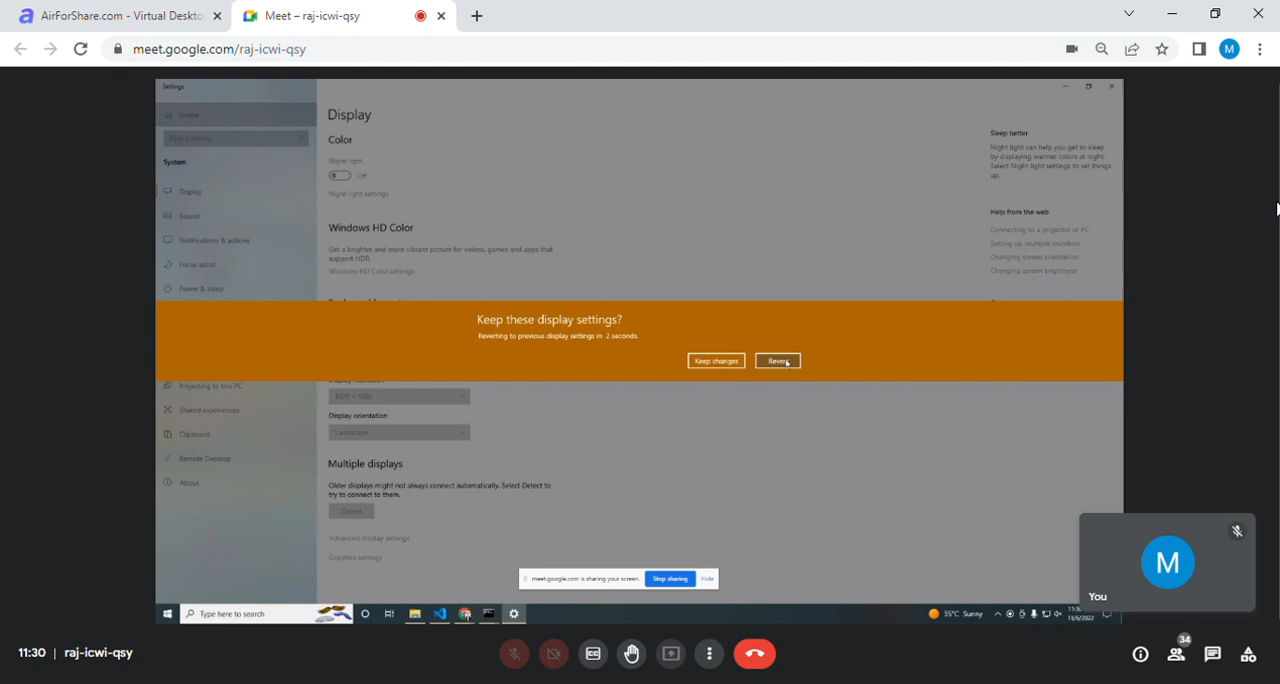 AirForShare.com - Virtual Deskto
Meet – raj-icwi-qsy
meet.google.com/raj-icwi-qsy
M
Settings
Home
Find a setting
System
Display
Sound
Notifications & actions
Focus assist
Power & sleep
Projecting to this PC
Shared experiences
Clipboard
Remote Desktop
About
Display
Color
Night light
Off
Night light settings
Windows HD Color
Get a brighter and more vibrant picture for videos, games and apps that
support HDR.
Windows HD Color settings
Keep these display settings?
Reverting to previous display settings in 2 seconds.
Keep changes
Revert
Display resolution
Display orientation
Landscape
Multiple displays
Older displays might not always connect automatically. Select Detect to
try to connect to them.
Detect
Advanced display settings
Graphics settings
Sleep better
Night light can help you get to sleep
by displaying warmer colors at night.
Select Night light settings to set things
up.
Help from the web
Connecting to a projector or PC
Setting up multiple monitors
Changing screen orientation
Changing screen brightness
meet.google.com is sharing your screen.
Stop sharing
Hide
Type here to search
35°C Sunny
11/6/2022
M
You
11:30 | raj-icwi-qsy
34